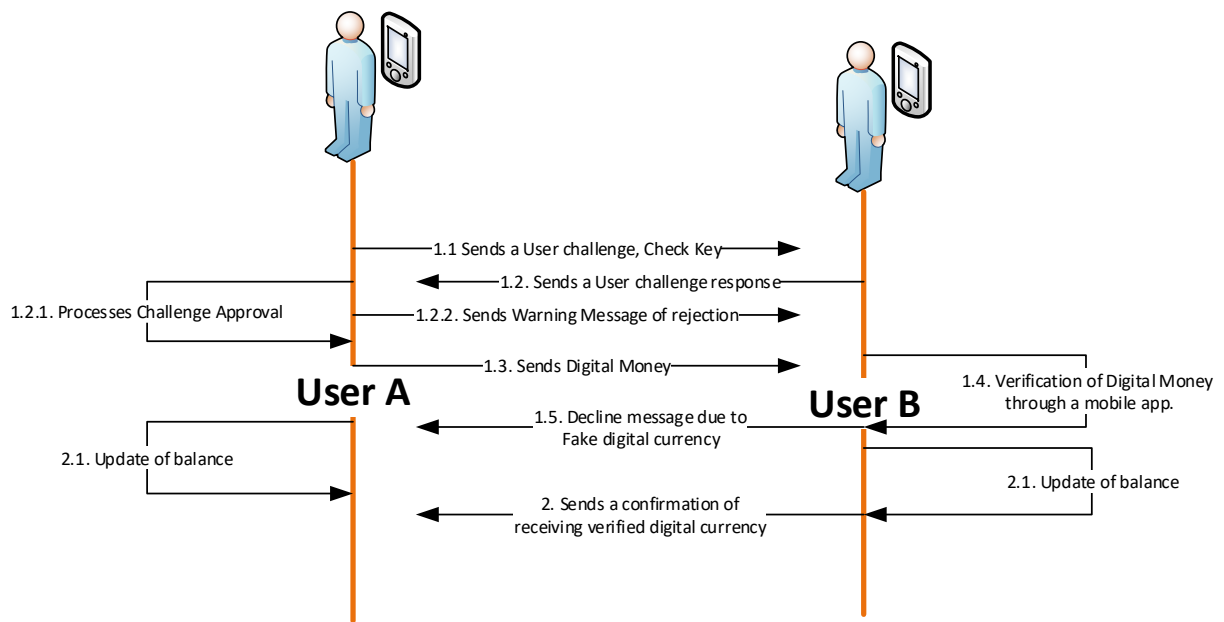 1.1 Sends a User challenge, Check Key
1.2. Sends a User challenge response
1.2.1. Processes Challenge Approval
1.2.2. Sends Warning Message of rejection
1.3. Sends Digital Money
User A
User B
1.4. Verification of Digital Money
through a mobile app.
1.5. Decline message due to
Fake digital currency
2.1. Update of balance
2.1. Update of balance
2. Sends a confirmation of
receiving verified digital currency